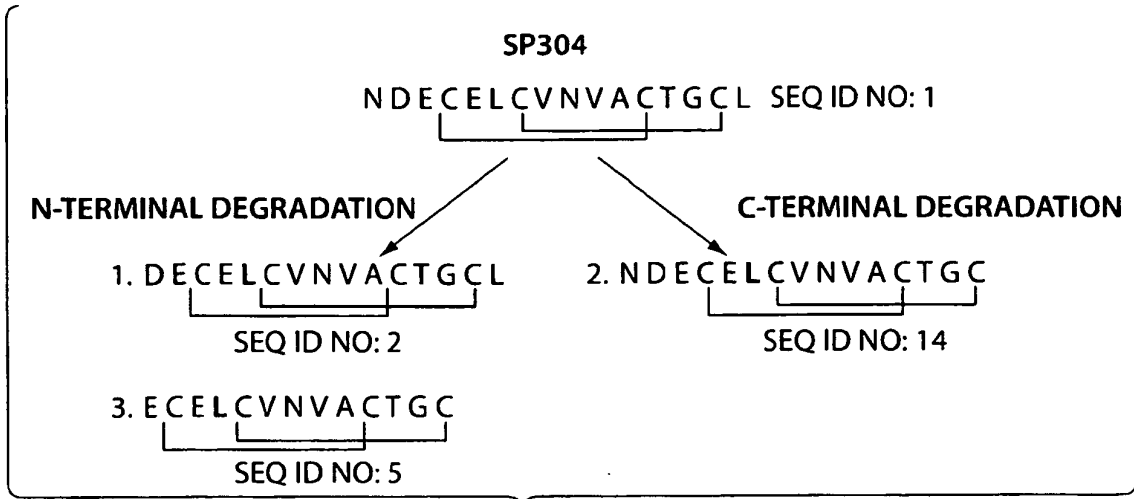 SP304
N D E C E L C V N V A C T G C L SEQ ID NO: 1
N-TERMINAL DEGRADATION
C-TERMINAL DEGRADATION
1. D E C E L C V N V A C T G C L
SEQ ID NO: 2
2. N D E C E L C V N V A C T G C
SEQ ID NO: 14
3. E C E L C V N V A C T G C
SEQ ID NO: 5